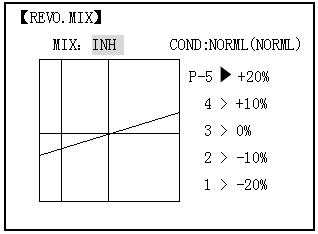 【REVO.MIX】
MIX: INH COND:NORML(NORML)
P-5 ▶ +20%
4 > +10%
3 > 0%
2 > -10%
1 > -20%